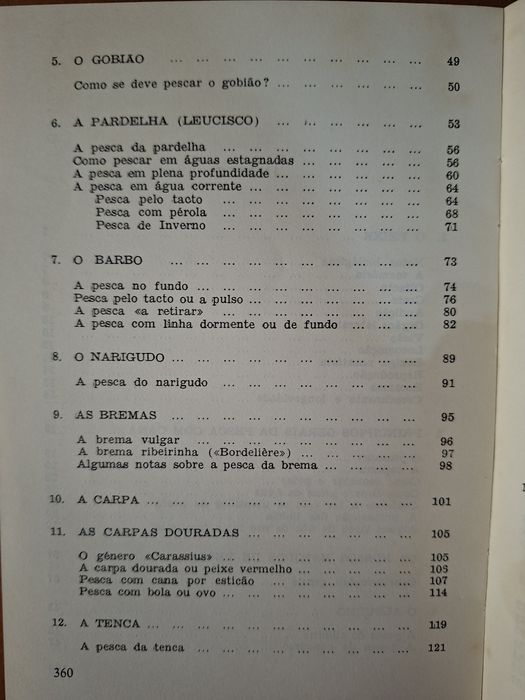 5. O GOBIAO ... ... ... ... ... ... ... ... ... ... 49
Como se deve pescar o gobião? ... ... ... ... ... 50
6. A PARDELHA (LEUCISCO) ... ... ... ... ... ... 53
A pesca da pardelha ... ... ... ... ... ... ... ... 56
Como pescar em águas estagnadas ... ... ... ... ... 56
A pesca em plena profundidade ... ... ... ... ... ... 60
A pesca em água corrente ... ... ... ... ... ... ... 64
Pesca pelo tacto ... ... ... ... ... ... ... ... 64
Pesca com pérola ... ... ... ... ... ... ... ... 68
Pesca de Inverno ... ... ... ... ... ... ... ... 71
7. O BARBO ... ... ... ... ... ... ... ... ... ... 73
A pesca no fundo ... ... ... ... ... ... ... ... ... 74
Pesca pelo tacto ou a pulso ... ... ... ... ... ... ... 76
A pesca «a retirar» ... ... ... ... ... ... ... ... 80
A pesca com linha dormente ou de fundo ... ... ... 82
8. O NARIGUDO ... ... ... ... ... ... ... ... ... ... 89
A pesca do narigudo ... ... ... ... ... ... ... ... 91
9. AS BREMAS ... ... ... ... ... ... ... ... ... ... 95
A brema vulgar ... ... ... ... ... ... ... ... ... 96
A brema ribeirinha («Bordelière») ... ... ... ... ... 97
Algumas notas sobre a pesca da brema ... ... ... ... 98
10. A CARPA ... ... ... ... ... ... ... ... ... ... ... 101
11. AS CARPAS DOURADAS ... ... ... ... ... ... ... 105
O género «Carassius» ... ... ... ... ... ... ... ... 105
A carpa dourada ou peixe vermelho ... ... ... ... ... 106
Pesca com cana por esticão ... ... ... ... ... ... 107
Pesca com bola ou ovo ... ... ... ... ... ... ... ... 114
12. A TENCA ... ... ... ... ... ... ... ... ... ... ... 119
A pesca da tenca ... ... ... ... ... ... ... ... ... 121
360